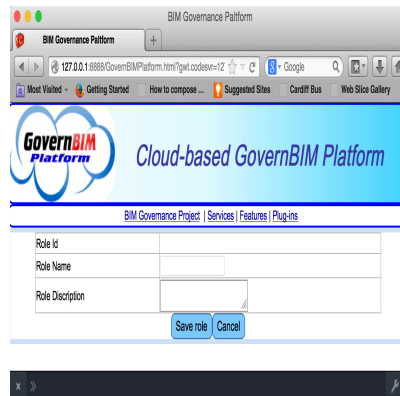 BIM Governance Paltform
BIM Governance Paltform
127.0.0.1:8888/GovernBIMPlatform.html?gwt.codesvr=12 Google
Most Visited Getting Started How to compose ... Suggested Sites Cardiff Bus Web Slice Gallery
GovernBIM
Platform
Cloud-based GovernBIM Platform
BIM Governance Project | Services | Features | Plug-ins
Role Id
Role Name
Role Discription
Save role Cancel